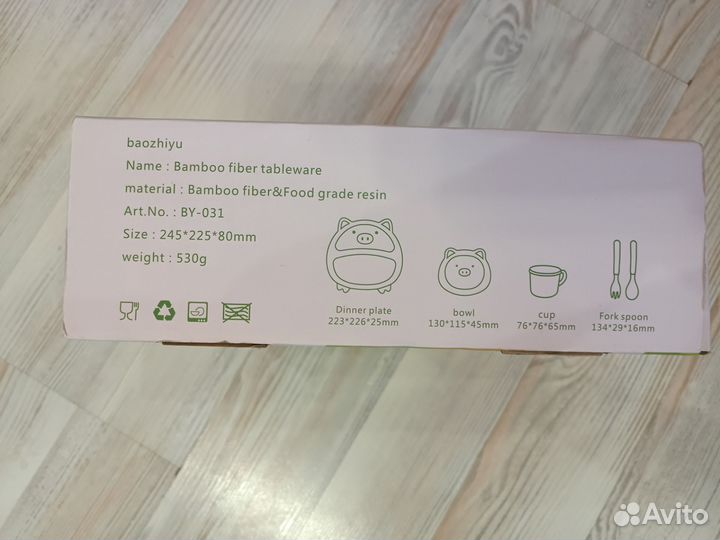 baozhiyu
Name : Bamboo fiber tableware
material : Bamboo fiber&Food grade resin
Art.No. : BY-031
Size : 245*225*80mm
weight : 530g
Dinner plate
223*226*25mm
bowl
130*115*45mm
cup
76*76*65mm
Fork spoon
134*29*16mm
Avito